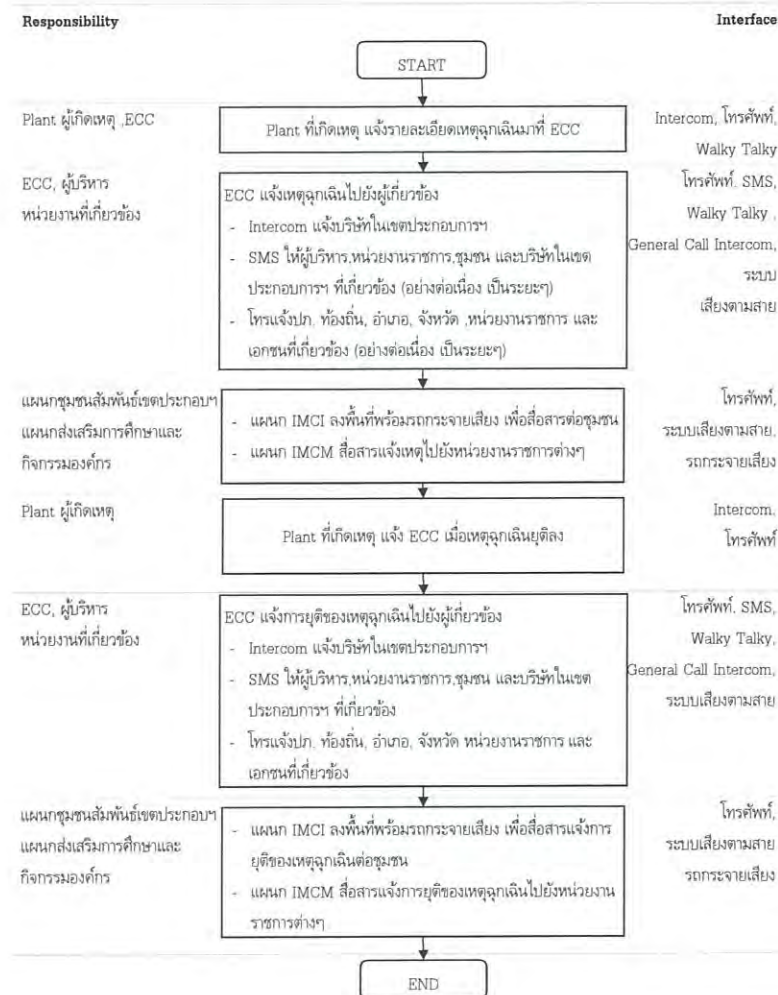 Responsibility
Interface
START
Plant ผู้เกิดเหตุ ,ECC
Plant ที่เกิดเหตุ แจ้งรายละเอียดเหตุฉุกเฉินมาที่ ECC
Intercom, โทรศัพท์,
Walky Talky
ECC, ผู้บริหาร
หน่วยงานที่เกี่ยวข้อง
ECC แจ้งเหตุฉุกเฉินไปยังผู้เกี่ยวข้อง
- Intercom แจ้งบริษัทในเขตประกอบการฯ
- SMS ให้ผู้บริหาร,หน่วยงานราชการ,ชุมชน และบริษัทในเขต
ประกอบการฯ ที่เกี่ยวข้อง (อย่างต่อเนื่อง เป็นระยะๆ)
- โทรแจ้งปภ. ท้องถิ่น, อำเภอ, จังหวัด ,หน่วยงานราชการ และ
เอกชนที่เกี่ยวข้อง (อย่างต่อเนื่อง เป็นระยะๆ)
โทรศัพท์, SMS,
Walky Talky ,
General Call Intercom,
ระบบ
เสียงตามสาย
แผนกชุมชนสัมพันธ์เขตประกอบฯ
แผนกส่งเสริมการศึกษาและ
กิจกรรมองค์กร
- แผนก IMCI ลงพื้นที่พร้อมรถกระจายเสียง เพื่อสื่อสารต่อชุมชน
- แผนก IMCM สื่อสารแจ้งเหตุไปยังหน่วยงานราชการต่างๆ
โทรศัพท์,
ระบบเสียงตามสาย,
รถกระจายเสียง
Plant ผู้เกิดเหตุ
Plant ที่เกิดเหตุ แจ้ง ECC เมื่อเหตุฉุกเฉินยุติลง
Intercom,
โทรศัพท์
ECC, ผู้บริหาร
หน่วยงานที่เกี่ยวข้อง
ECC แจ้งการยุติของเหตุฉุกเฉินไปยังผู้เกี่ยวข้อง
- Intercom แจ้งบริษัทในเขตประกอบการฯ
- SMS ให้ผู้บริหาร,หน่วยงานราชการ,ชุมชน และบริษัทในเขต
ประกอบการฯ ที่เกี่ยวข้อง
- โทรแจ้งปภ. ท้องถิ่น, อำเภอ, จังหวัด หน่วยงานราชการ และ
เอกชนที่เกี่ยวข้อง
โทรศัพท์, SMS,
Walky Talky,
General Call Intercom,
ระบบเสียงตามสาย
แผนกชุมชนสัมพันธ์เขตประกอบฯ
แผนกส่งเสริมการศึกษาและ
กิจกรรมองค์กร
- แผนก IMCI ลงพื้นที่พร้อมรถกระจายเสียง เพื่อสื่อสารแจ้งการ
ยุติของเหตุฉุกเฉินต่อชุมชน
- แผนก IMCM สื่อสารแจ้งการยุติของเหตุฉุกเฉินไปยังหน่วยงาน
ราชการต่างๆ
โทรศัพท์,
ระบบเสียงตามสาย
รถกระจายเสียง
END